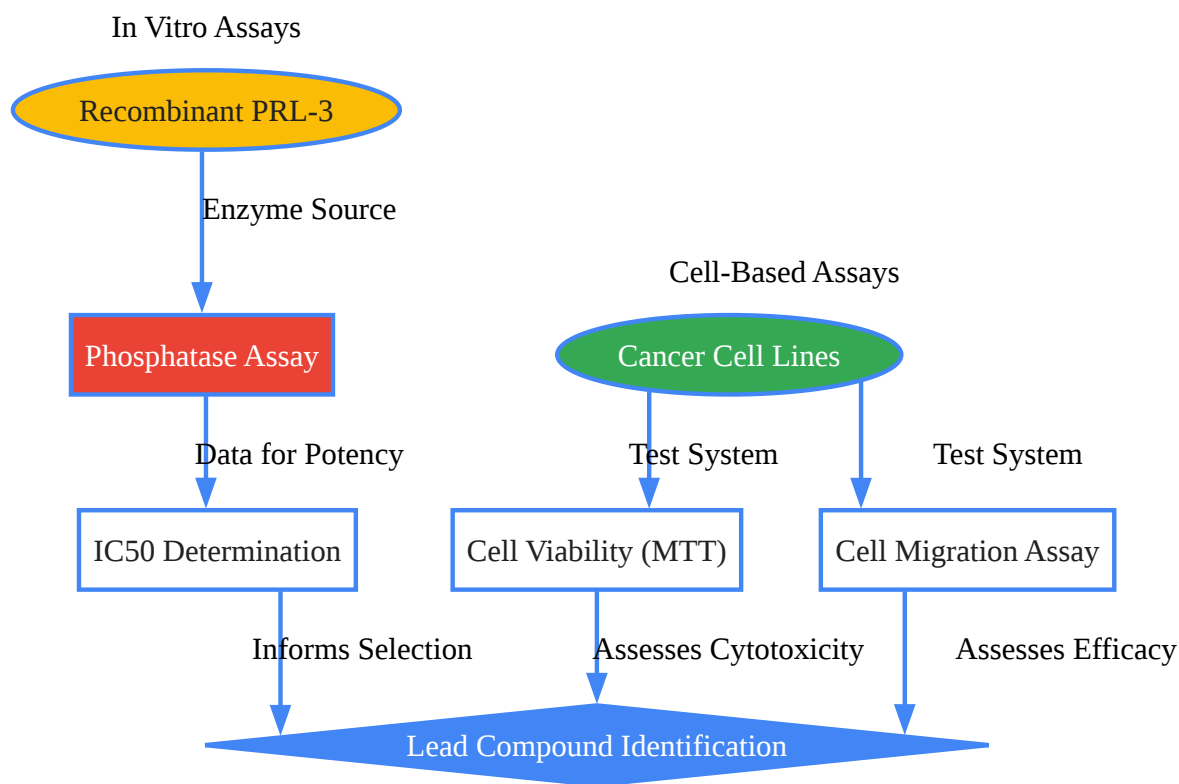 In Vitro Assays
Recombinant PRL-3
Enzyme Source
Cell-Based Assays
Phosphatase Assay
Cancer Cell Lines
Data for Potency
Test System
Test System
IC50 Determination
Cell Viability (MTT)
Cell Migration Assay
Informs Selection
Assesses Cytotoxicity
Assesses Efficacy
Lead Compound Identification